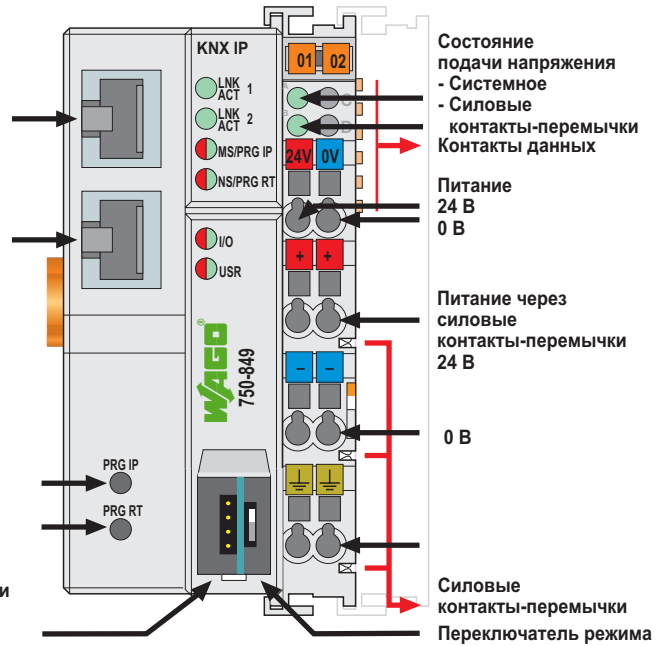 KNX IP
LNK
ACT 1
LNK
ACT 2
MS/PRG IP
NS/PRG RT
I/O
USR
WAGO
®
750-849
PRG IP
PRG RT
и
01 02
A
C
B
D
24V 0V
+ +
– –
Состояние
подачи напряжения
- Системное
- Силовые
контакты-перемычки
Контакты данных
Питание
24 В
0 В
Питание через
силовые
контакты-перемычки
24 В
0 В
Силовые
контакты-перемычки
Переключатель режима